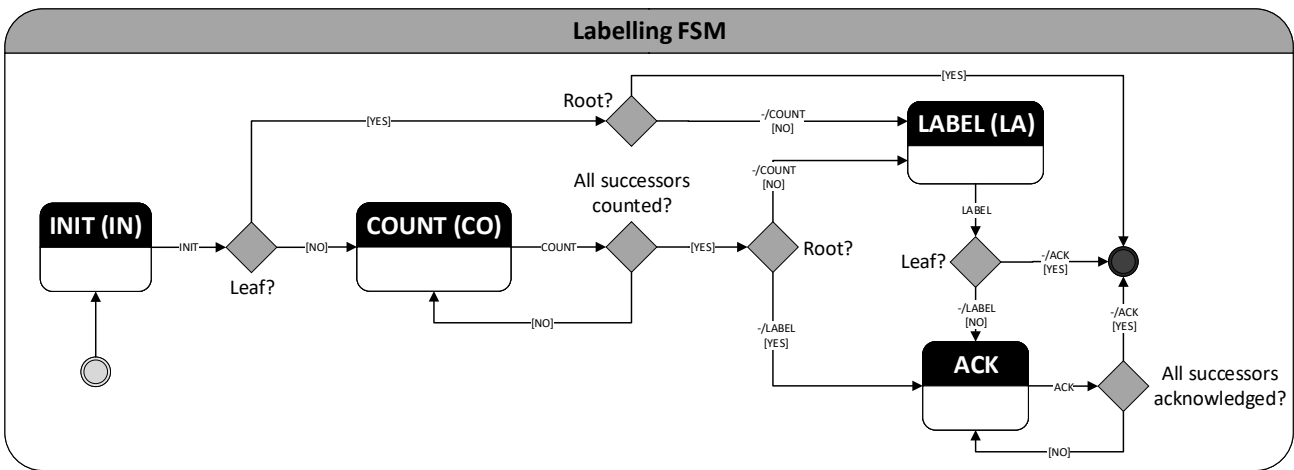 Labelling FSM
[YES]
Root?
-/COUNT
[NO]
LABEL (LA)
[YES]
All successors
counted?
-/COUNT
[NO]
INIT (IN)
INIT
Leaf?
[NO]
COUNT (CO)
COUNT
[YES]
Root?
[NO]
LABEL
Leaf?
-/ACK
[YES]
-/LABEL
[NO]
-/ACK
[YES]
-/LABEL
[YES]
ACK
ACK
All successors
acknowledged?
[NO]